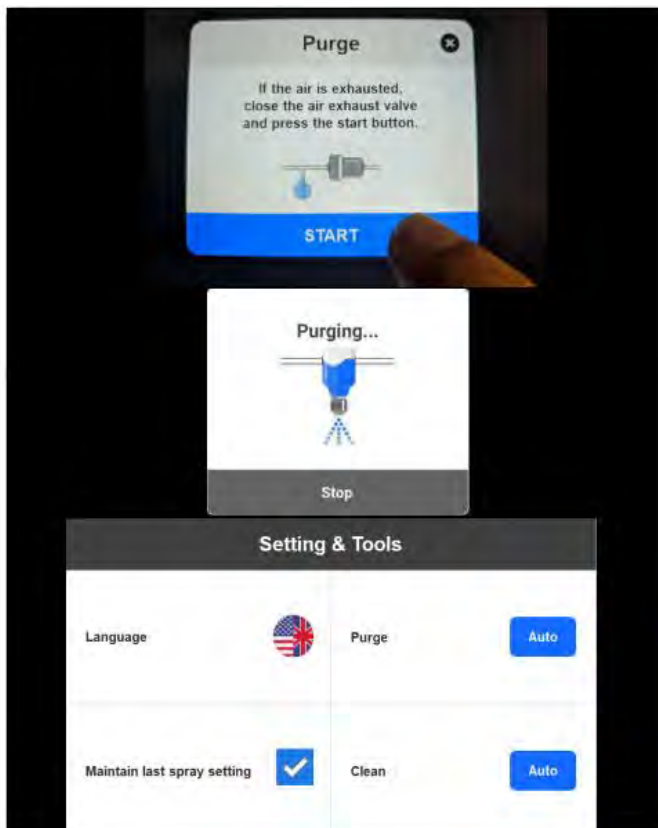 Purge
If the air is exhausted,
close the air exhaust valve
and press the start button.
START
Purging...
Stop
Setting & Tools
Language
Purge
Auto
Maintain last spray setting
Clean
Auto